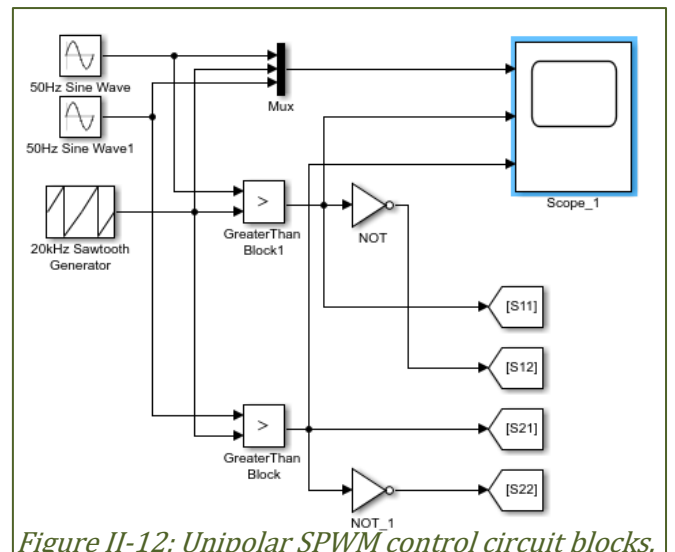 50Hz Sine Wave
50Hz Sine Wave1
Mux
Scope_1
20kHz Sawtooth
Generator
>
GreaterThan
Block1
NOT
[S11]
[S12]
>
GreaterThan
Block
[S21]
NOT_1
[S22]
Figure II-12: Unipolar SPWM control circuit blocks.